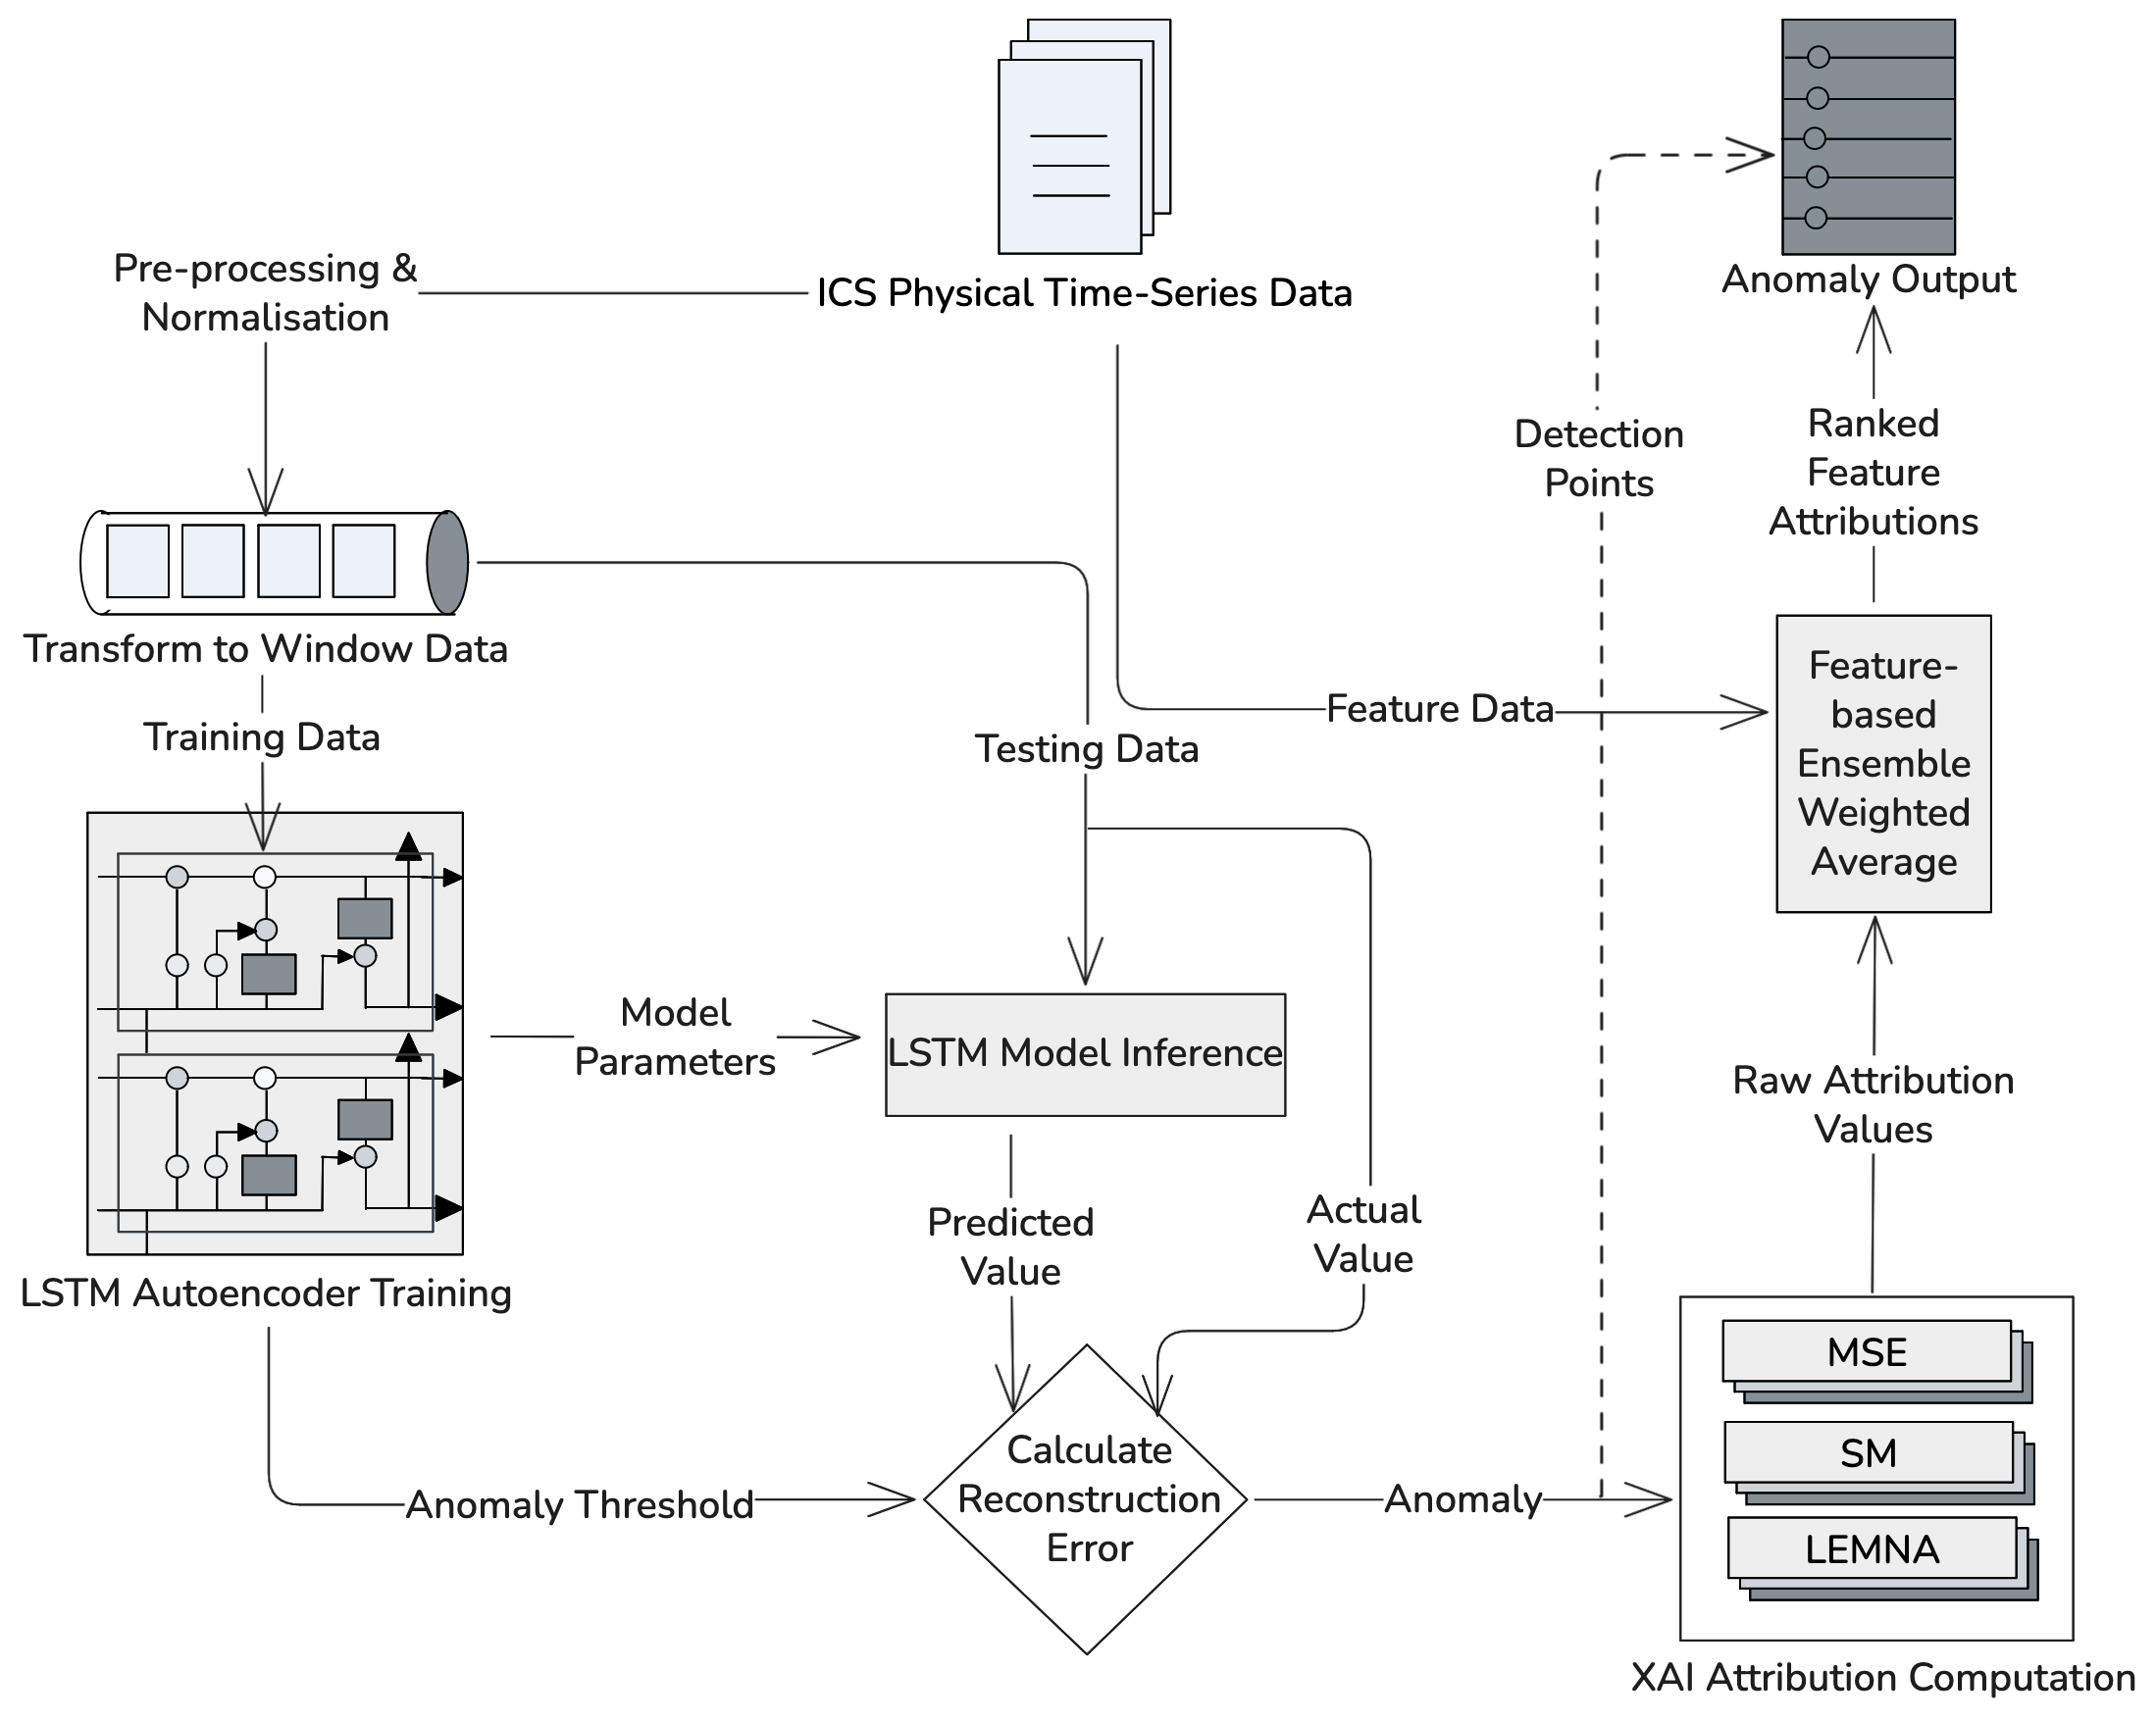 ICS Physical Time-Series Data
Anomaly Output
Pre-processing &
Normalisation
Detection
Points
Ranked
Feature
Attributions
Transform to Window Data
Training Data
Testing Data
Feature Data
Feature-
based
Ensemble
Weighted
Average
Model
Parameters
LSTM Model Inference
Raw Attribution
Values
Predicted
Value
Actual
Value
LSTM Autoencoder Training
Anomaly Threshold
Calculate
Reconstruction
Error
Anomaly
MSE
SM
LEMNA
XAI Attribution Computation